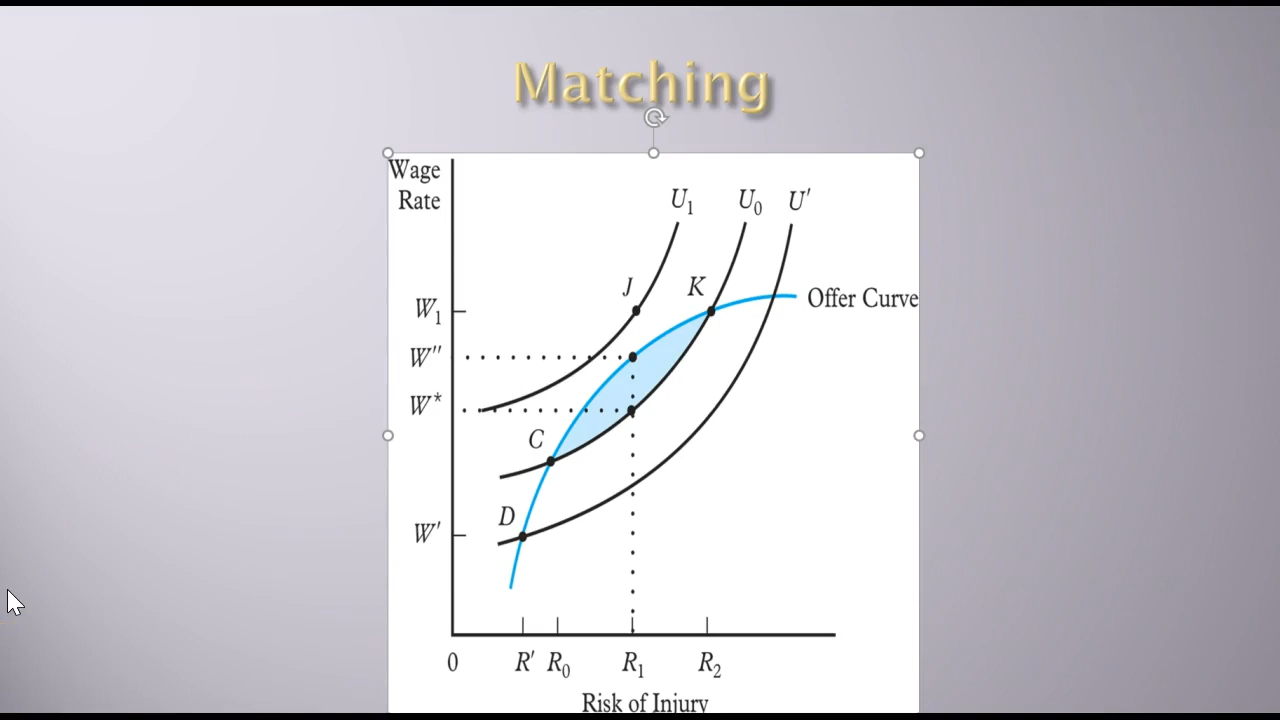 Matching
Wage
Rate
U₁ U₀ U′
J K
W₁ Offer Curve
W″
W*
C
D
W′
0 R′ R₀ R₁ R₂
Risk of Injury